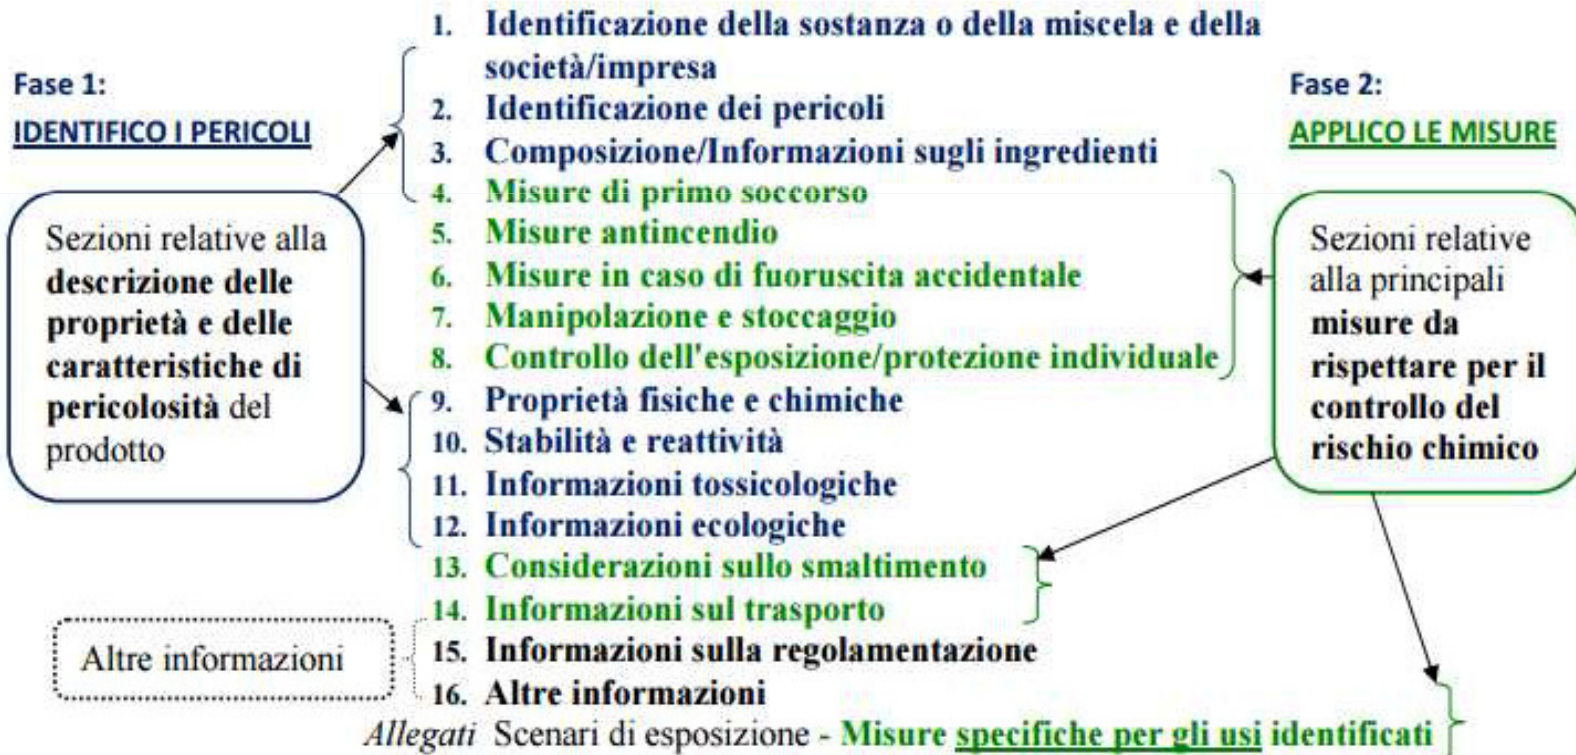 Fase 1:
IDENTIFICO I PERICOLI
Sezioni relative alla
descrizione delle
proprietà e delle
caratteristiche di
pericolosità del
prodotto
Altre informazioni
1. Identificazione della sostanza o della miscela e della
società/impresa
2. Identificazione dei pericoli
3. Composizione/Informazioni sugli ingredienti
4. Misure di primo soccorso
5. Misure antincendio
6. Misure in caso di fuoruscita accidentale
7. Manipolazione e stoccaggio
8. Controllo dell'esposizione/protezione individuale
9. Proprietà fisiche e chimiche
10. Stabilità e reattività
11. Informazioni tossicologiche
12. Informazioni ecologiche
13. Considerazioni sullo smaltimento
14. Informazioni sul trasporto
15. Informazioni sulla regolamentazione
16. Altre informazioni
Allegati Scenari di esposizione - Misure specifiche per gli usi identificati
Fase 2:
APPLICO LE MISURE
Sezioni relative
alla principali
misure da
rispettare per il
controllo del
rischio chimico